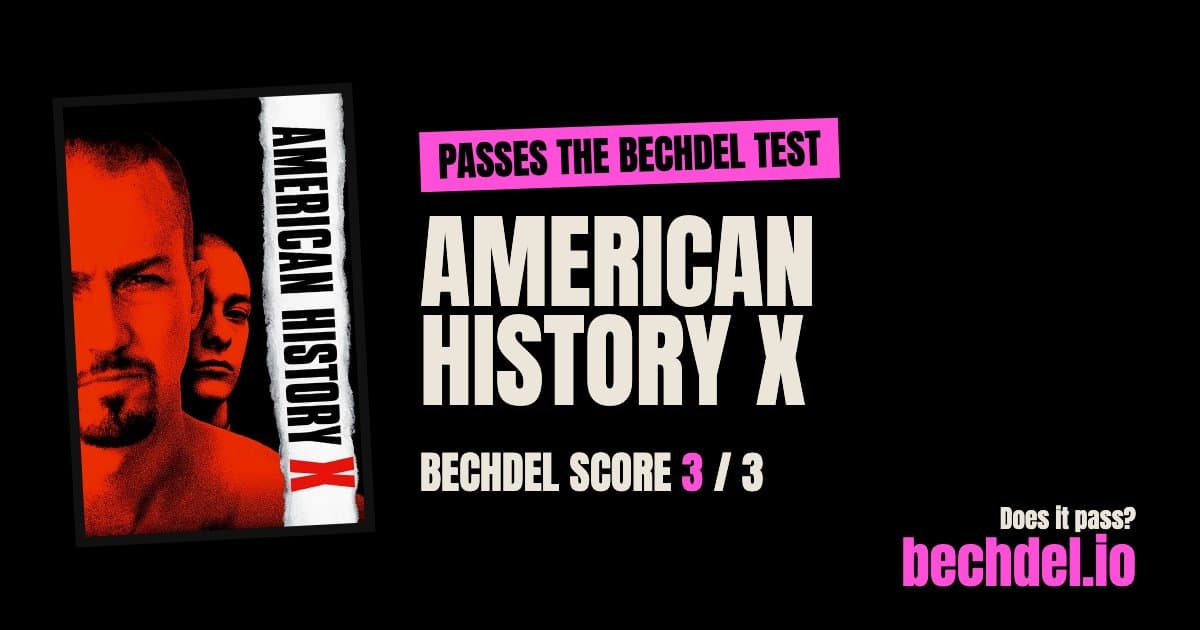 AMERICAN HISTORY X
PASSES THE BECHDEL TEST
AMERICAN
HISTORY X
BECHDEL SCORE 3 / 3
Does it pass?
bechdel.io